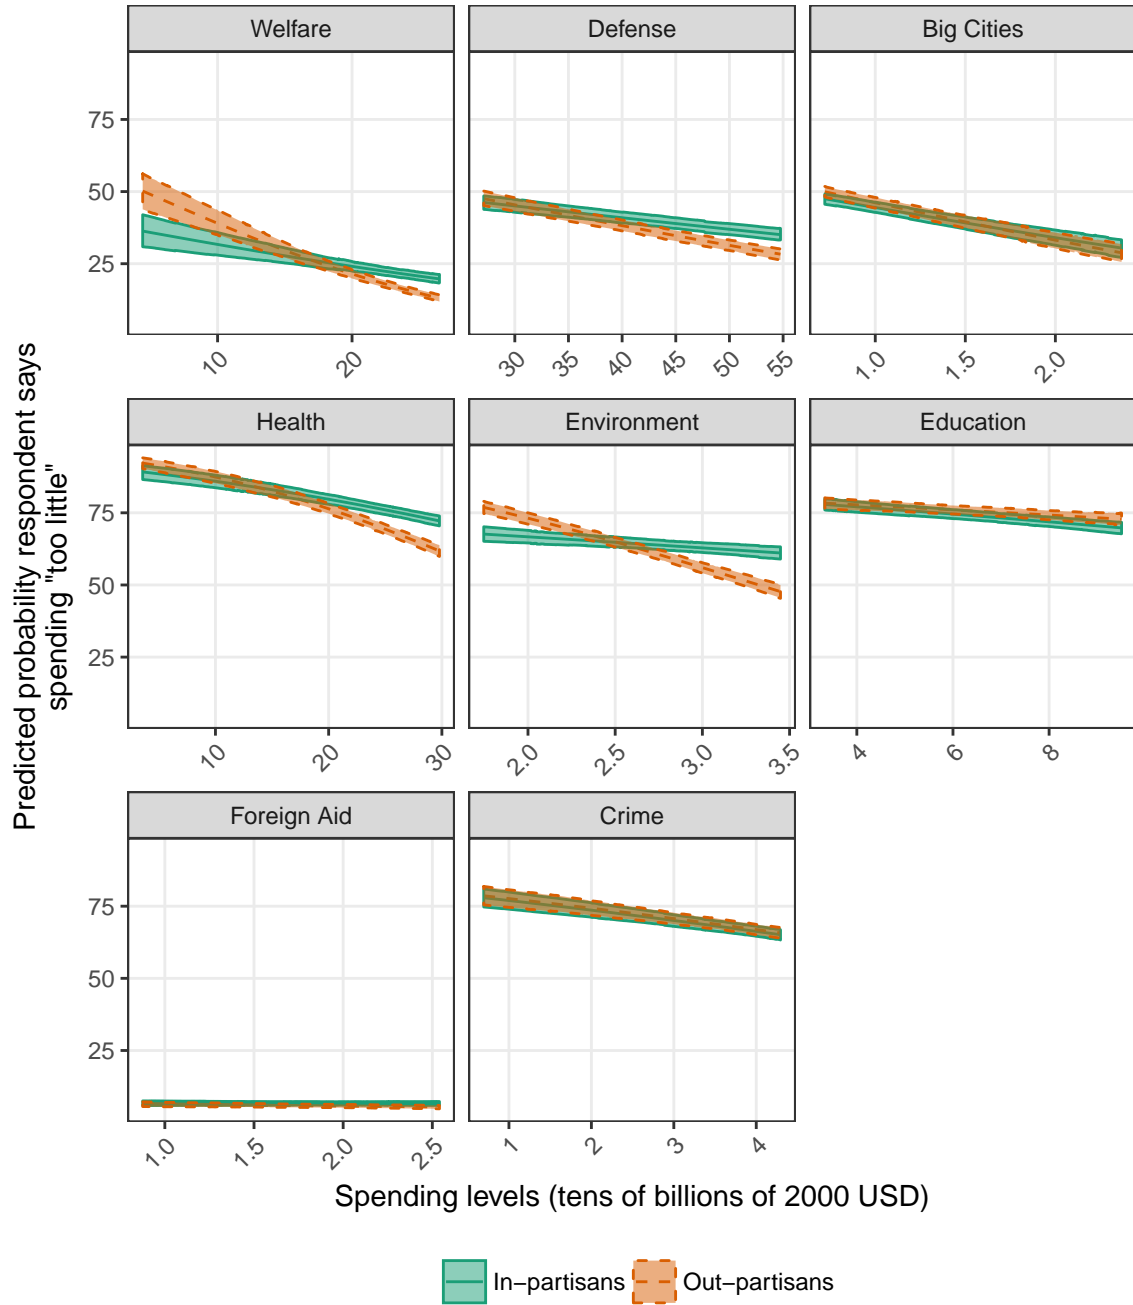 Welfare
Defense
Big Cities
75
50
25
10
20
30
35
40
45
50
55
1.0
1.5
2.0
Health
Environment
Education
75
50
25
10
20
30
2.0
2.5
3.0
3.5
4
6
8
Foreign Aid
Crime
75
50
25
1.0
1.5
2.0
2.5
1
2
3
4
Predicted probability respondent says
spending "too little"
Spending levels (tens of billions of 2000 USD)
In−partisans
Out−partisans